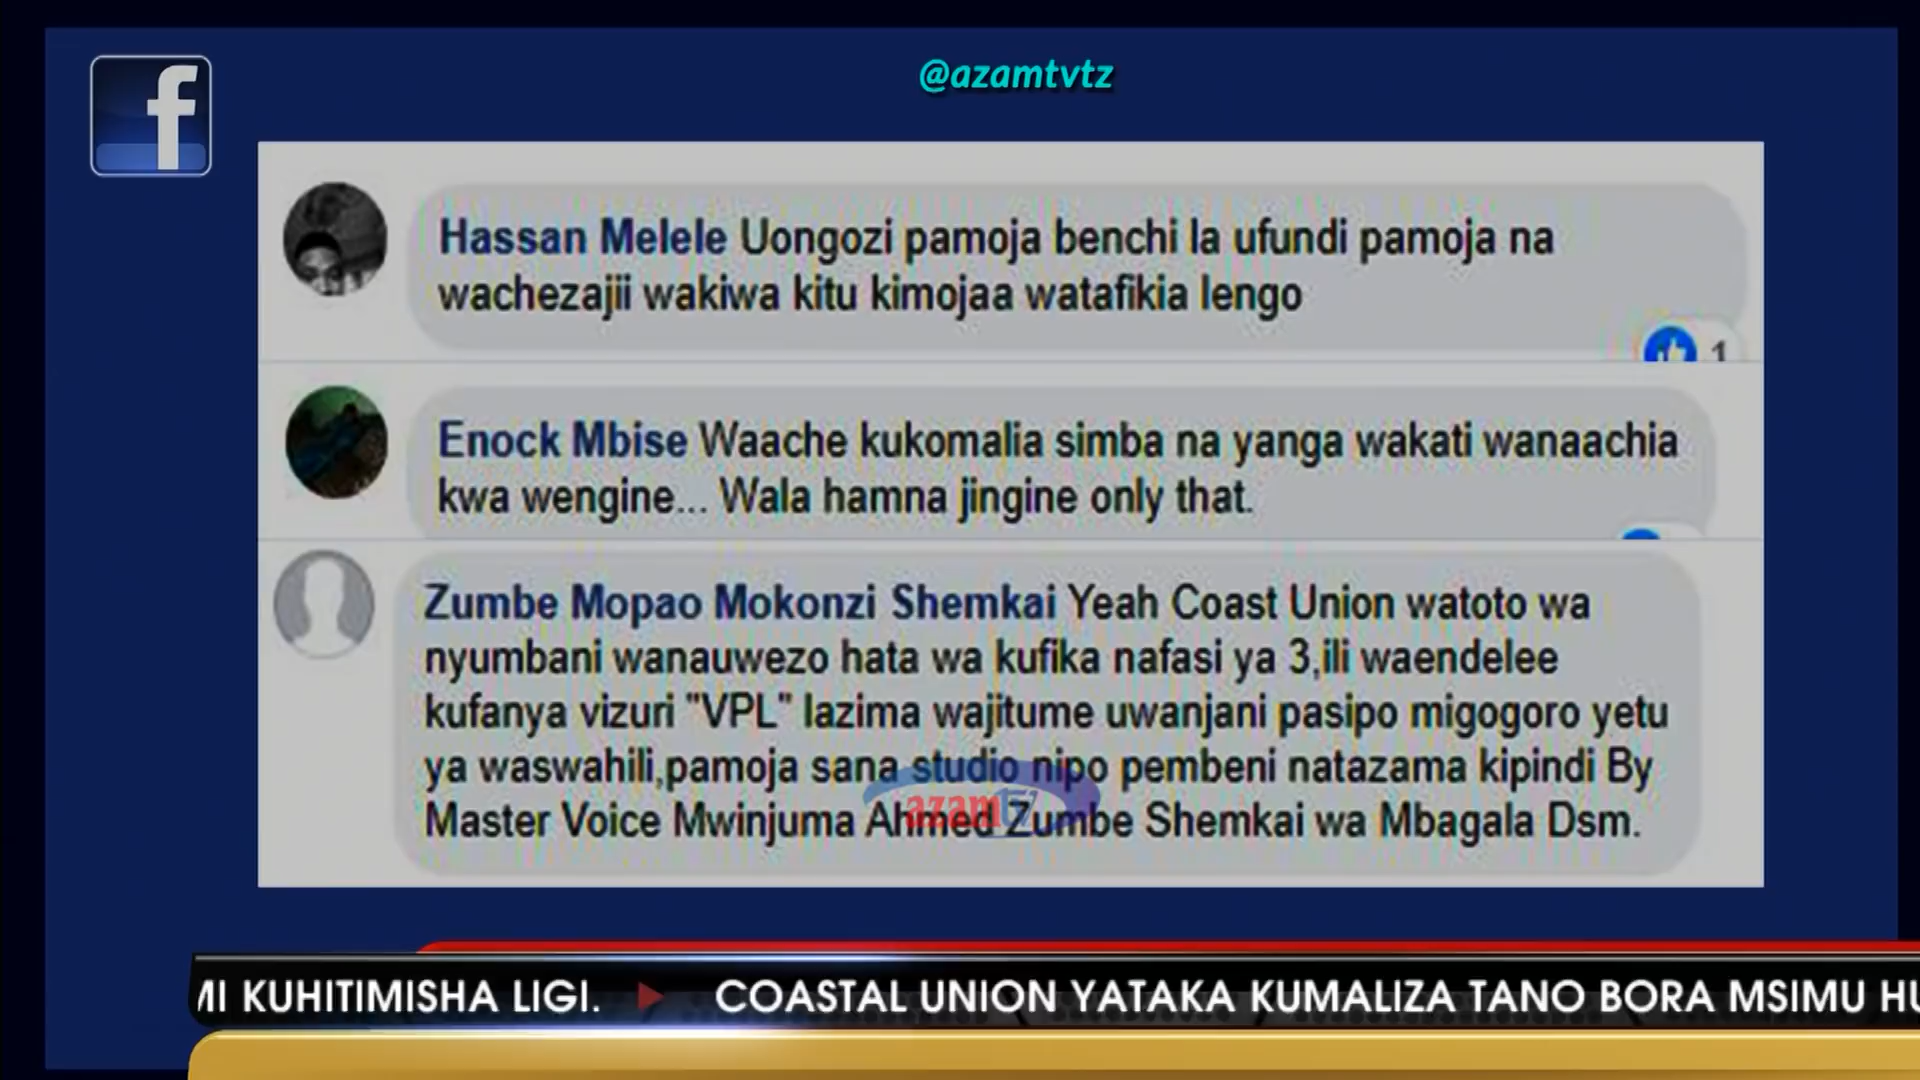 f
@azamtvtz
Hassan Melele Uongozi pamoja benchi la ufundi pamoja na
wachezajii wakiwa kitu kimojaa watafikia lengo
1
Enock Mbise Waache kukomalia simba na yanga wakati wanaachia
kwa wengine... Wala hamna jingine only that.
Zumbe Mopao Mokonzi Shemkai Yeah Coast Union watoto wa
nyumbani wanauwezo hata wa kufika nafasi ya 3,ili waendelee
kufanya vizuri "VPL" lazima wajitume uwanjani pasipo migogoro yetu
ya waswahili,pamoja sana studio nipo pembeni natazama kipindi By
Master Voice Mwinjuma Ahmed Zumbe Shemkai wa Mbagala Dsm.
azamtv
KUHITIMISHA LIGI. COASTAL UNION YATAKA KUMALIZA TANO BORA MSIMU